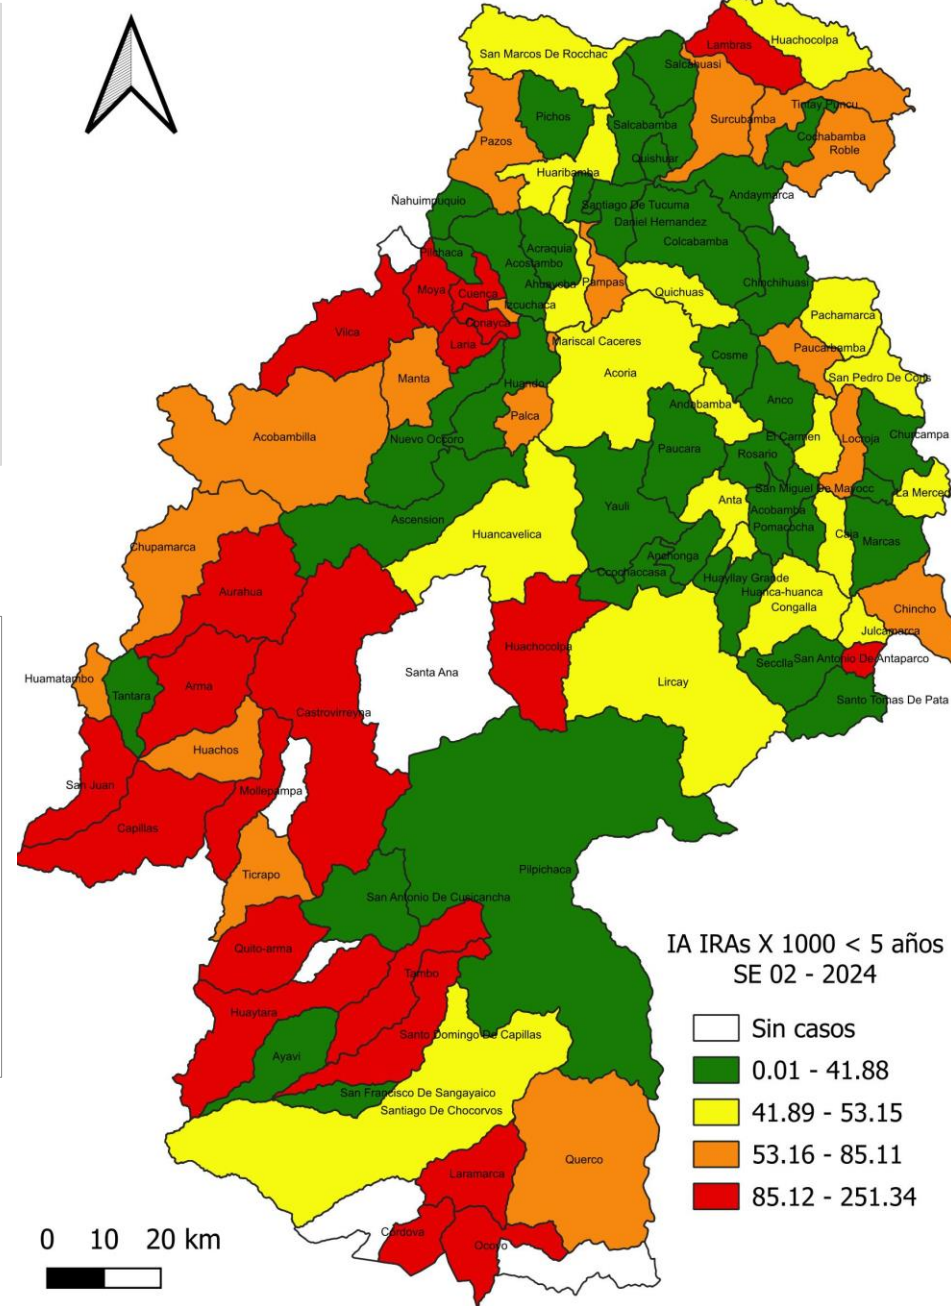 Huachocolpa
Lambras
San Marcos De Rocchac
Salcahuasi
Tintay Puncu
Pichos
Surcubamba
Salcabamba
Cochabamba
Pazos
Roble
Quishuar
Huaribamba
Andaymarca
Ñahuimpuquio
Santiago De Tucuma
Daniel Hernandez
Colcabamba
Acraquia
Pilchaca
Acostambo
Chinchihuasi
Ahuaycha
Pampas
Moya
Cuenca
Quichuas
Izcuchaca
Pachamarca
Conayca
Vilca
Laria
Mariscal Caceres
Paucarbamba
Cosme
Acoria
Manta
San Pedro De Coris
Huando
Anco
Andabamba
Palca
Acobambilla
Nuevo Occoro
El Carmen
Locroja
Churcampa
Paucara
Rosario
San Miguel De Mayocc
La Merced
Anta
Yauli
Acobamba
Ascension
Pomacocha
Huancavelica
Caja
Marcas
Chupamarca
Anchonga
Ccochaccasa
Huayllay Grande
Aurahua
Huanca-huanca
Congalla
Chincho
Julcamarca
Huachocolpa
San Antonio De Antaparco
Secclla
Santa Ana
Huamatambo
Lircay
Arma
Tantara
Santo Tomas De Pata
Castrovirreyna
Huachos
San Juan
Mollepampa
Capillas
Pilpichaca
Ticrapo
San Antonio De Cusicancha
Quito-arma
Tambo
Huaytara
Santo Domingo De Capillas
Ayavi
San Francisco De Sangayaico
Santiago De Chocorvos
Querco
Laramarca
Cordova
Ocoyo
IA IRAs X 1000 < 5 años
SE 02 - 2024
Sin casos
0.01 - 41.88
41.89 - 53.15
53.16 - 85.11
85.12 - 251.34
0 10 20 km